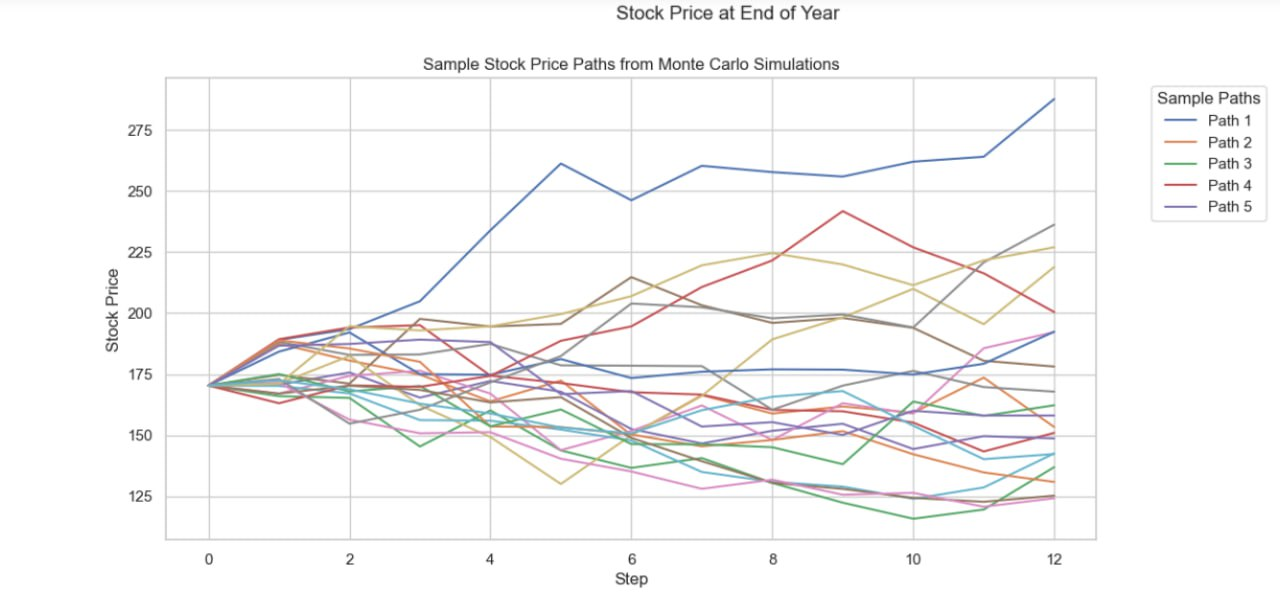 Stock Price at End of Year
Sample Stock Price Paths from Monte Carlo Simulations
Sample Paths
Path 1
Path 2
Path 3
Path 4
Path 5
Stock Price
275
250
225
200
175
150
125
0 2 4 6 8 10 12
Step